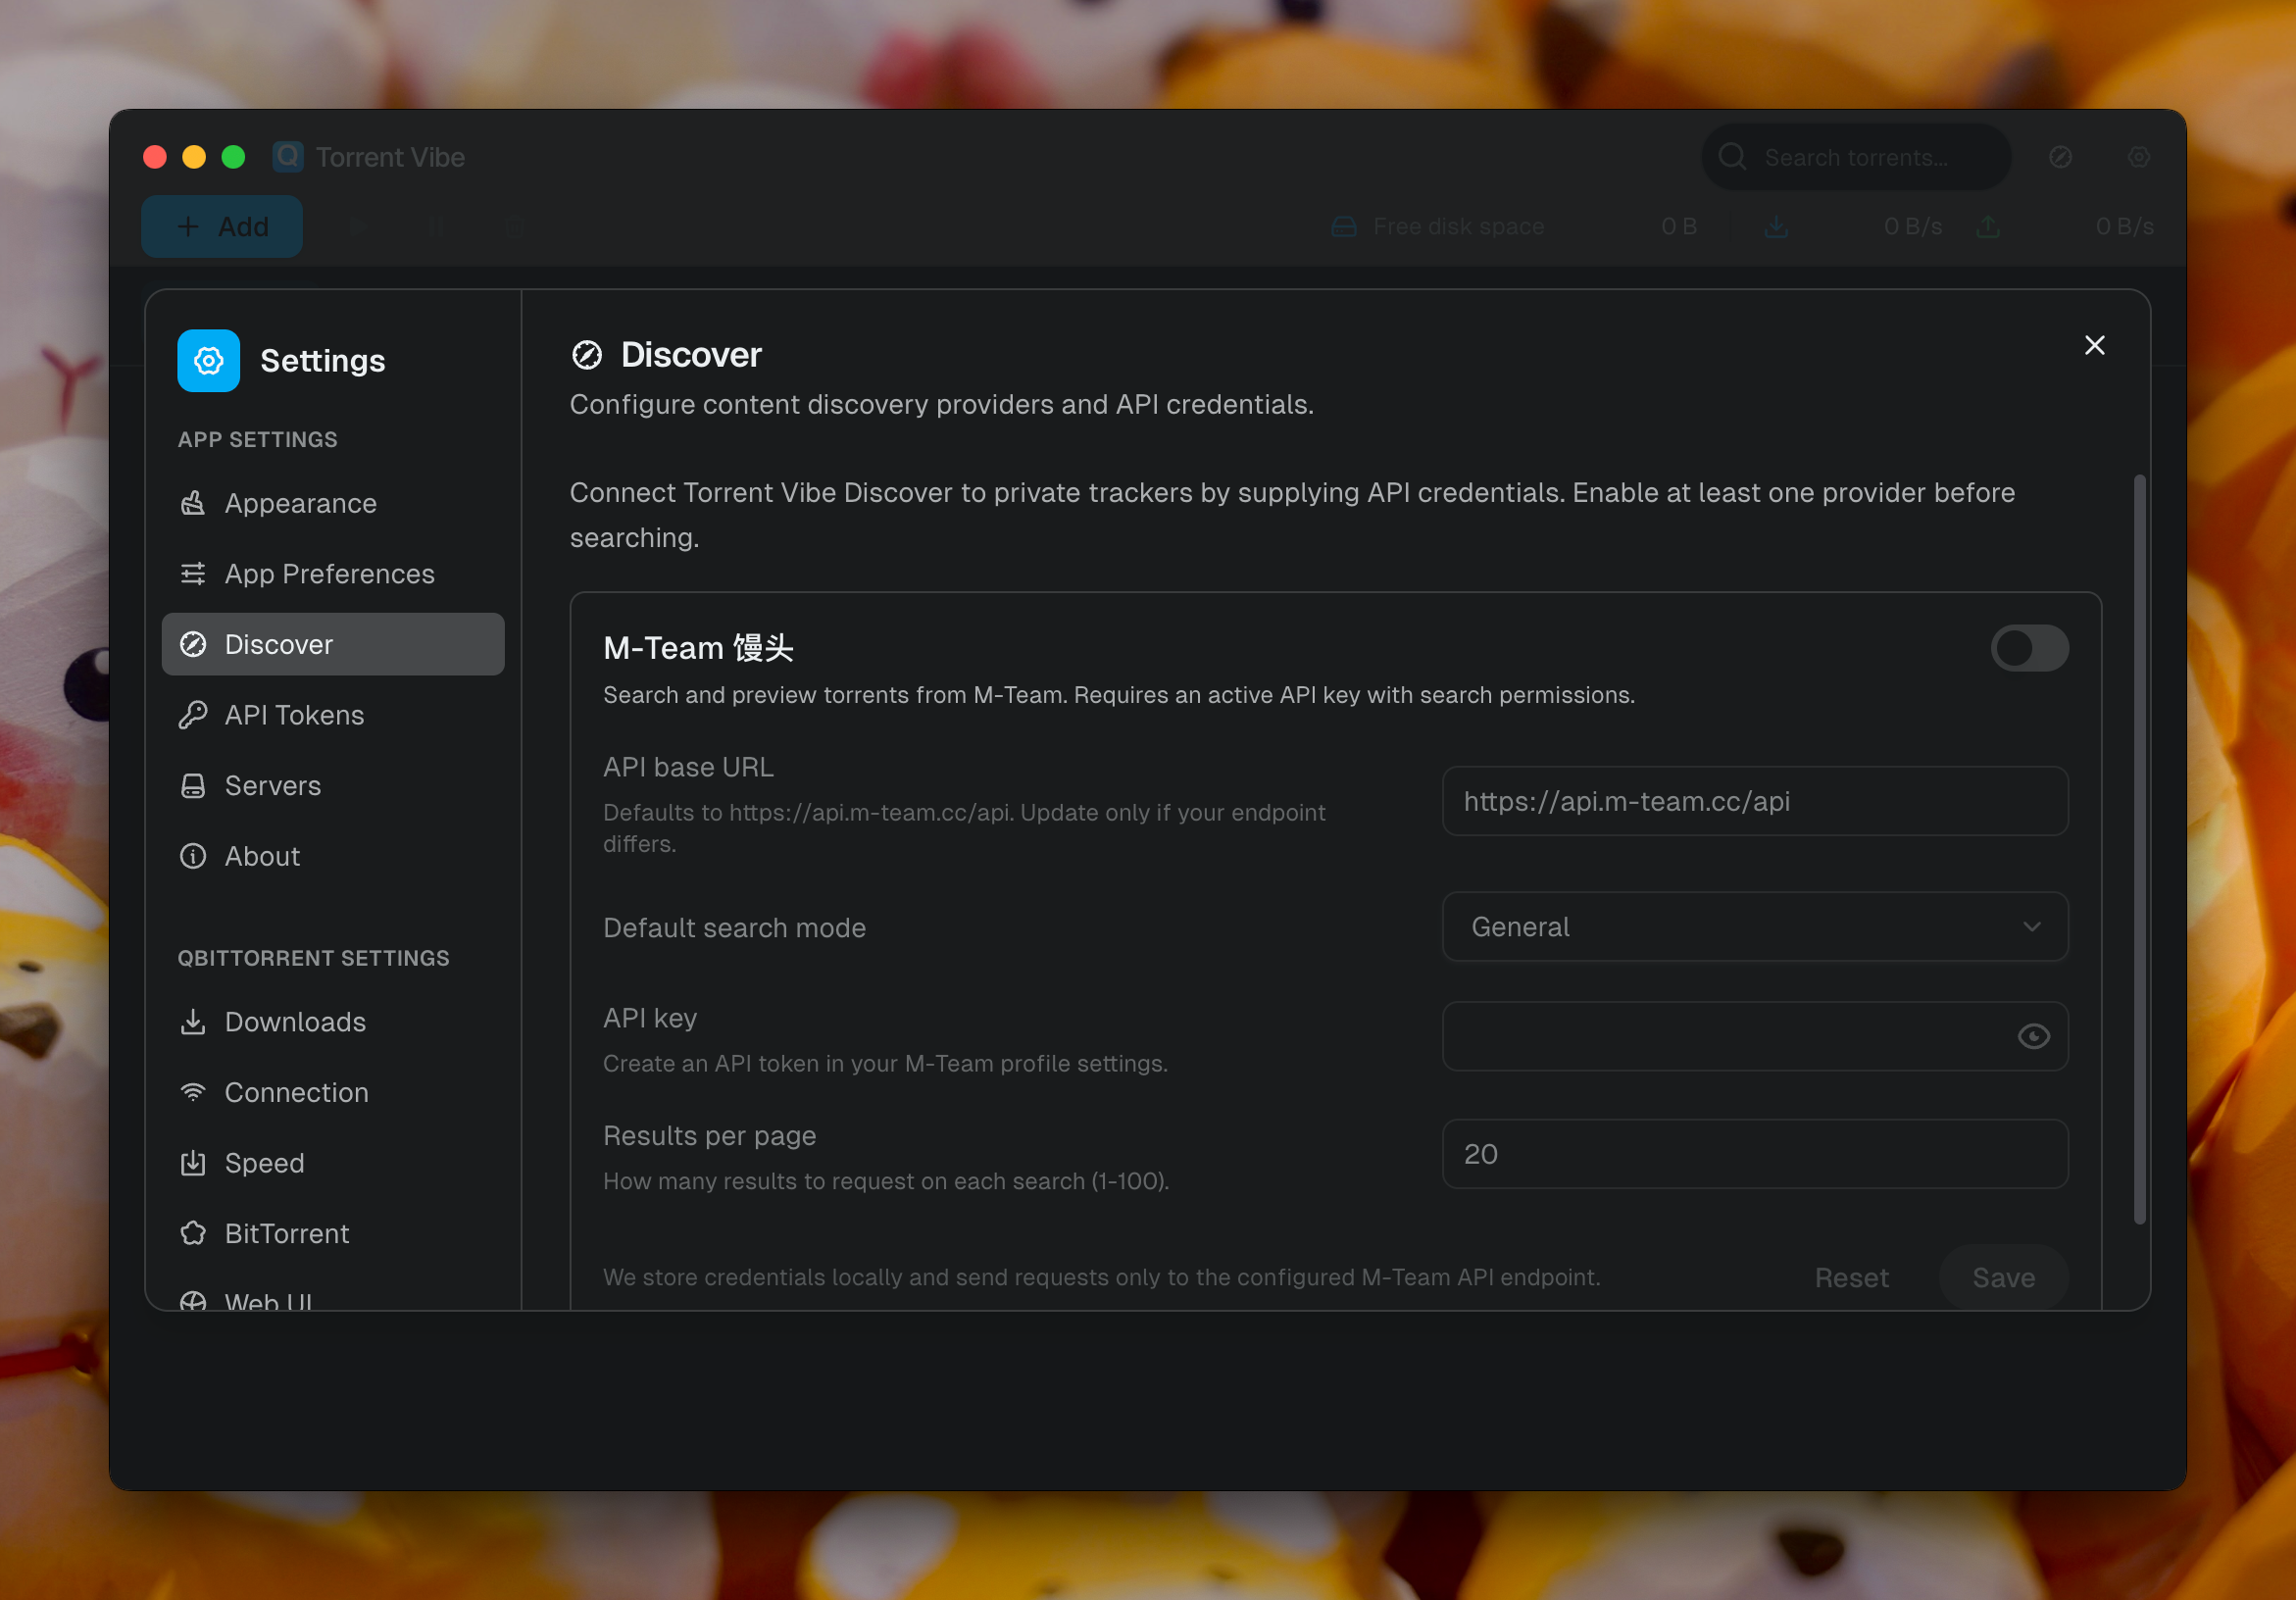 Torrent Vibe
Search torrents...
Add
Free disk space
0 B
0 B/s
0 B/s
Settings
APP SETTINGS
Appearance
App Preferences
Discover
API Tokens
Servers
About
QBITTORRENT SETTINGS
Downloads
Connection
Speed
BitTorrent
Web UI
Discover
Configure content discovery providers and API credentials.
Connect Torrent Vibe Discover to private trackers by supplying API credentials. Enable at least one provider before
searching.
M-Team 馒头
Search and preview torrents from M-Team. Requires an active API key with search permissions.
API base URL
Defaults to https://api.m-team.cc/api. Update only if your endpoint
differs.
https://api.m-team.cc/api
Default search mode
General
API key
Create an API token in your M-Team profile settings.
Results per page
How many results to request on each search (1-100).
20
We store credentials locally and send requests only to the configured M-Team API endpoint.
Reset
Save